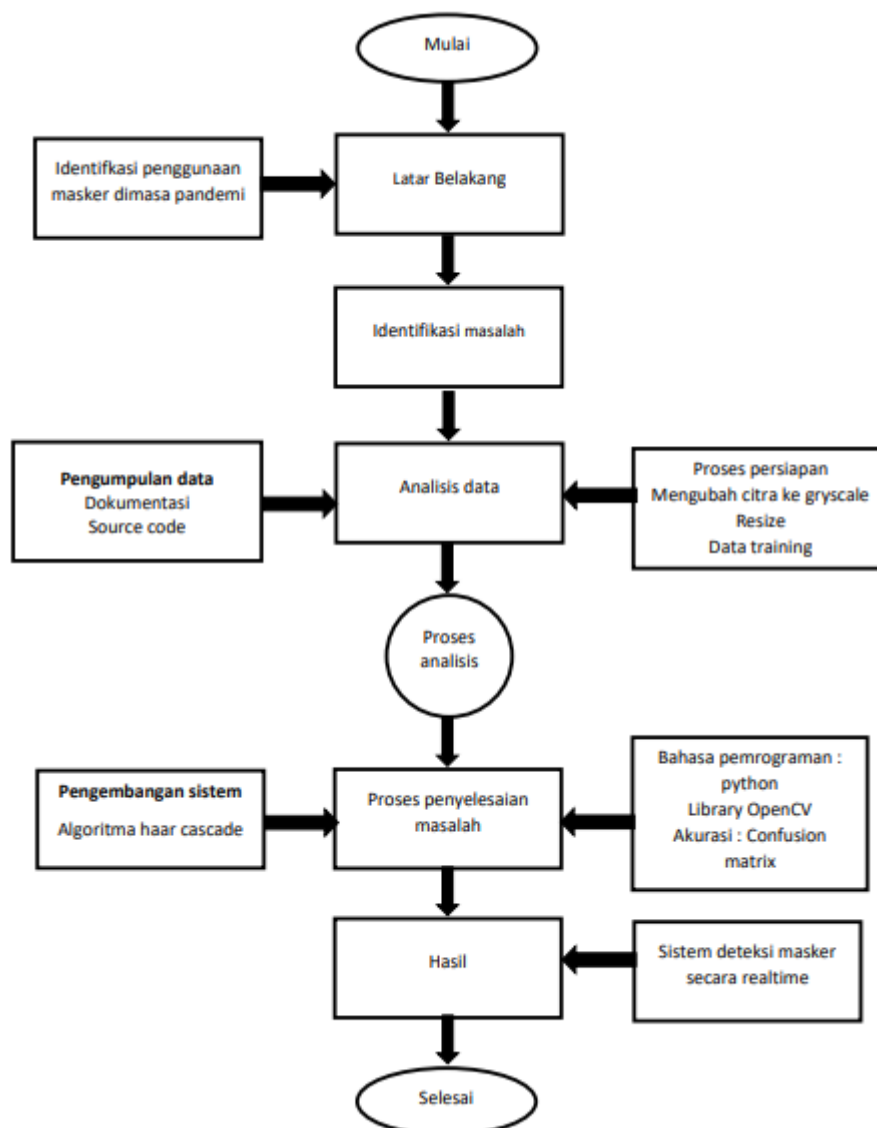 Mulai
Identifkasi penggunaan
masker dimasa pandemi
Latar Belakang
Identifikasi masalah
Pengumpulan data
Dokumentasi
Source code
Analisis data
Proses persiapan
Mengubah citra ke gryscale
Resize
Data training
Proses
analisis
Pengembangan sistem
Algoritma haar cascade
Proses penyelesaian
masalah
Bahasa pemrograman :
python
Library OpenCV
Akurasi : Confusion
matrix
Hasil
Sistem deteksi masker
secara realtime
Selesai